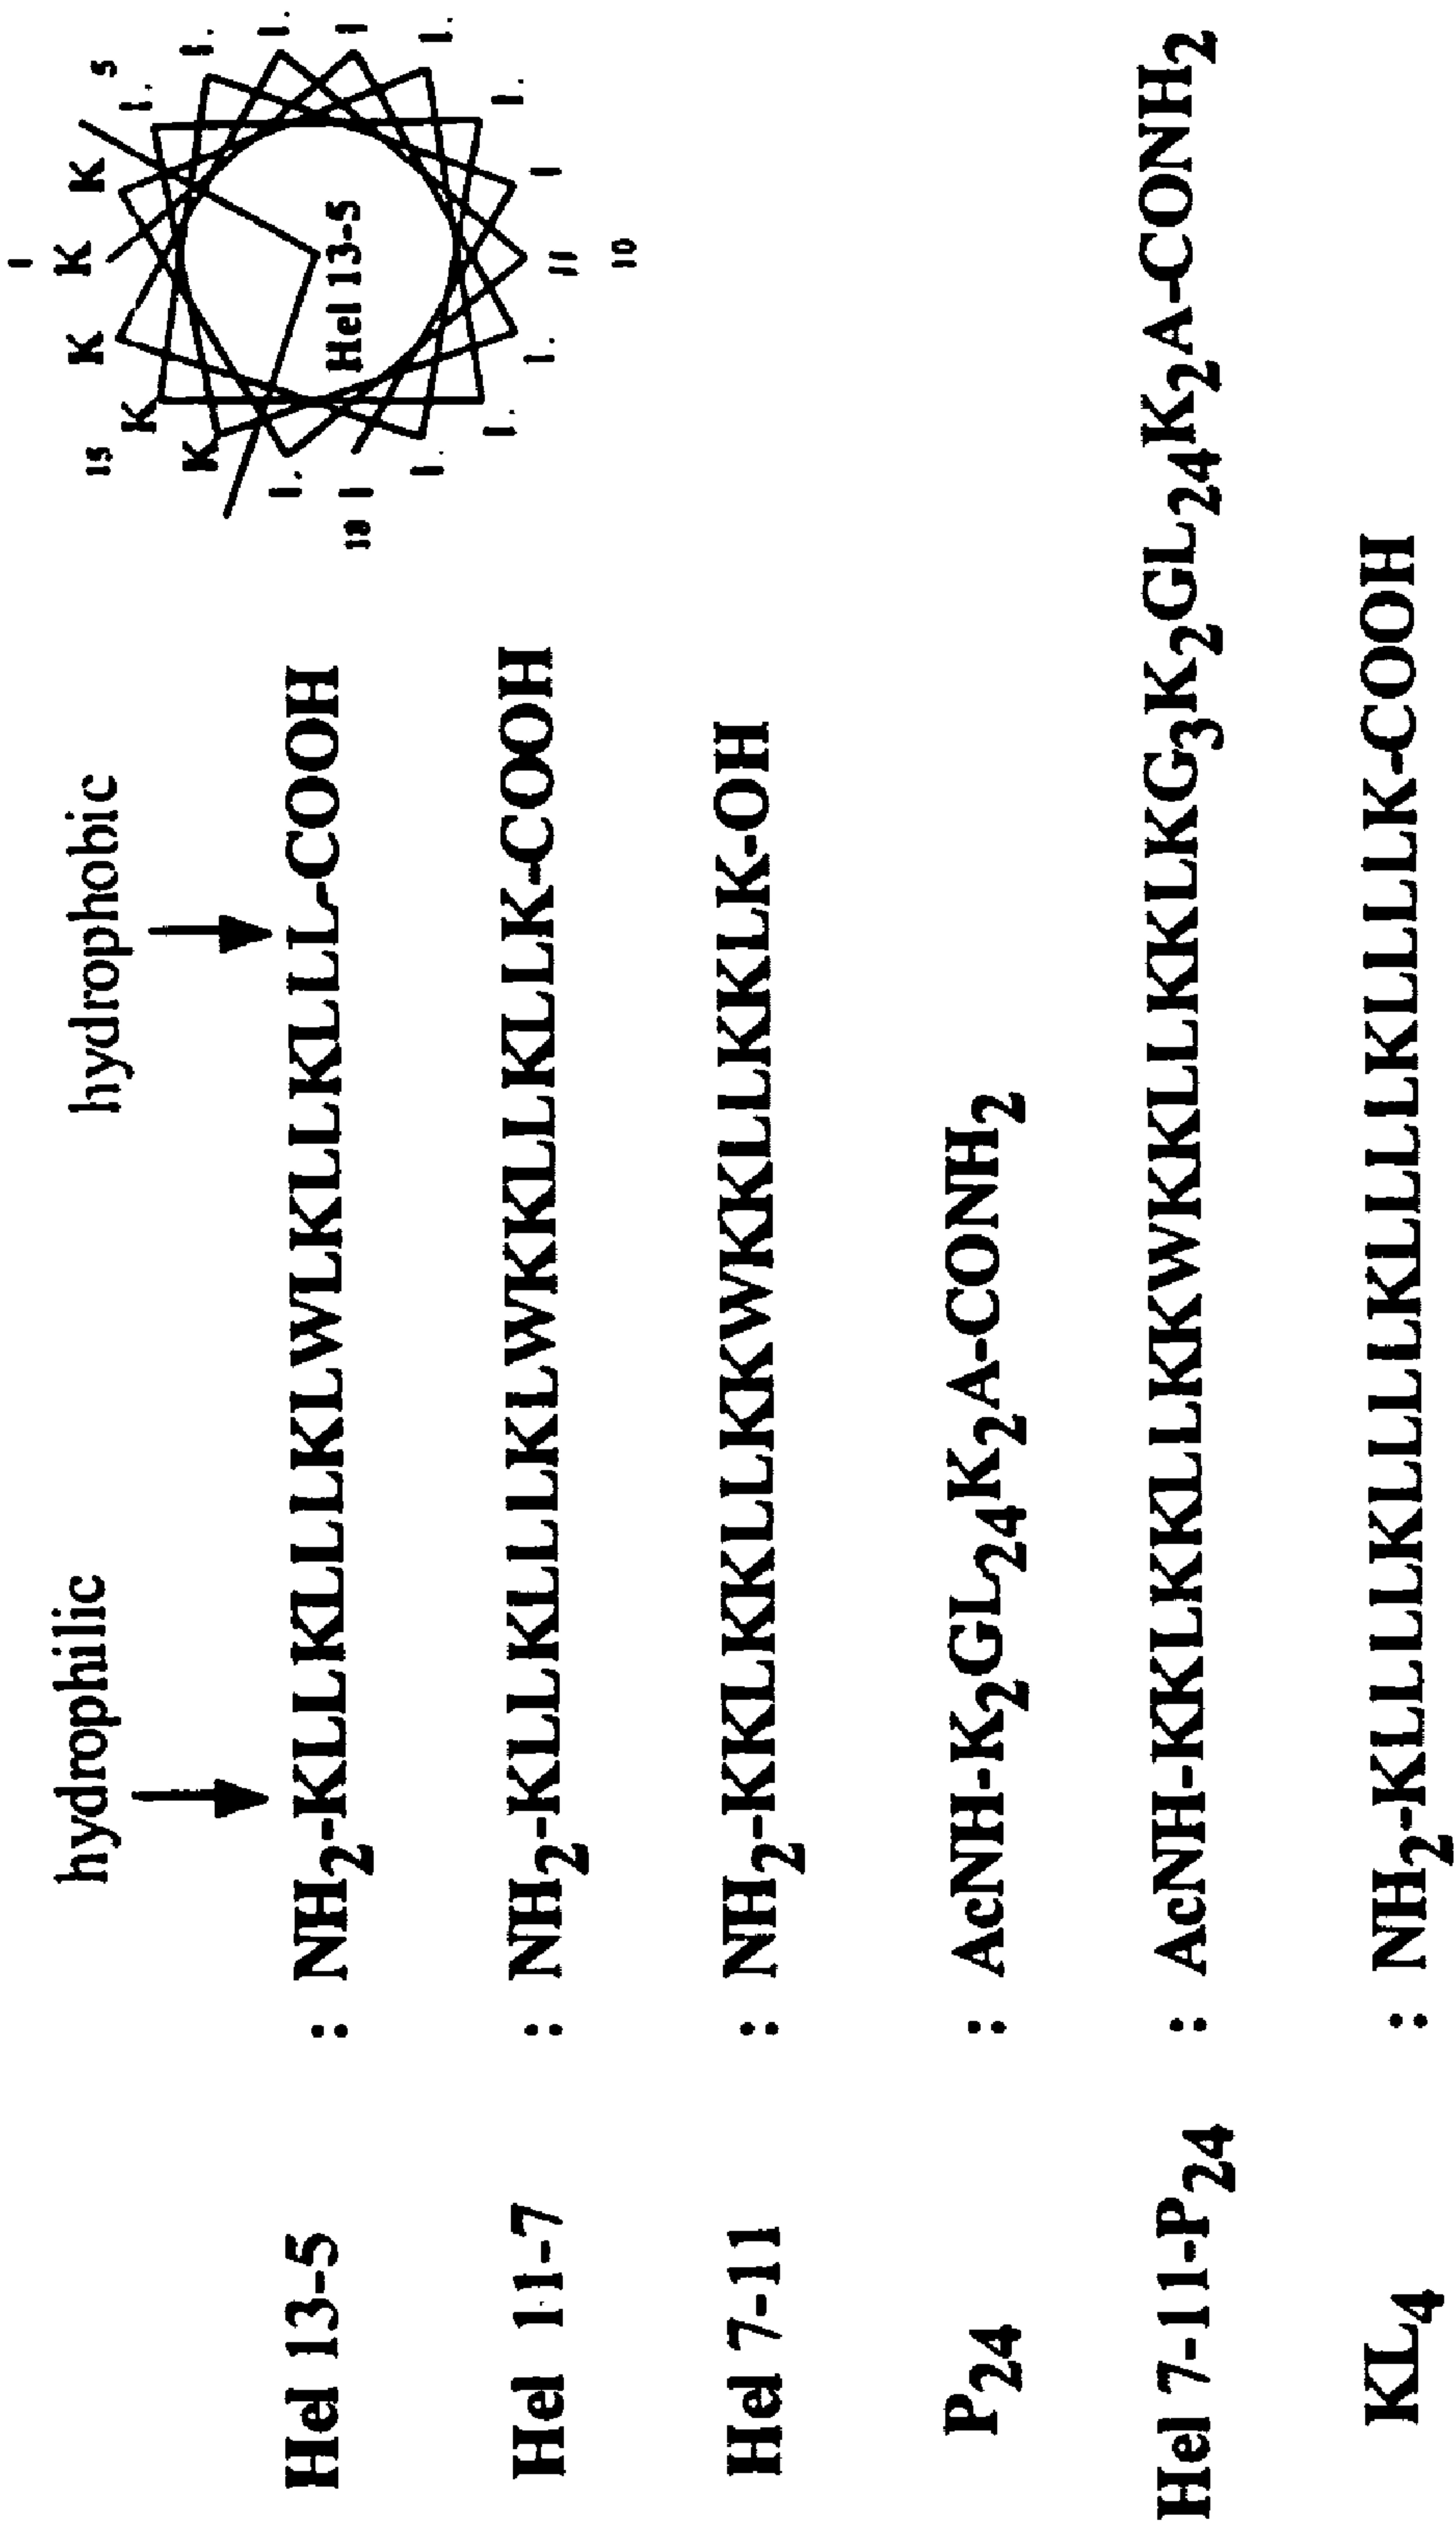 hydrophilic hydrophobic
Hel 13-5 : NH2-KLLKLLLKLWLKLLKLLL-COOH
Hel 11-7 : NH2-KLLKLLLKLWKKLLKLLK-COOH
Hel 7-11 : NH2-KKLKKLLKKWKKLLKKLK-OH
P24 : AcNH-K2GL24K2A-CONH2
Hel 7-11-P24 : AcNH-KKLKKLLKKWKKLLKKLKG3K2GL24K2A-CONH2
KL4 : NH2-KLLLLKLLLLKLLLLKLLLLK-COOH
1
K K K K K
5
15
18
10
Hel 13-5